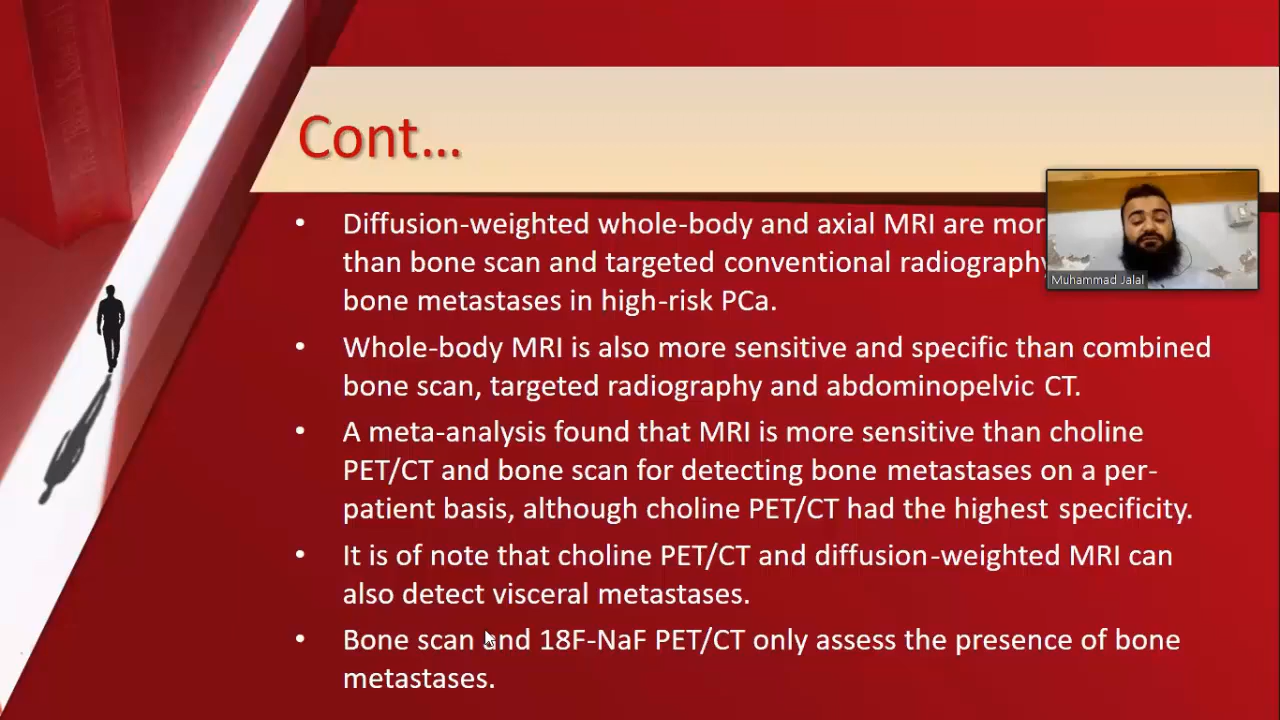 Cont...
• Diffusion-weighted whole-body and axial MRI are
than bone scan and targeted conventional radiography
bone metastases in high-risk PCa.
• Whole-body MRI is also more sensitive and specific than combined
bone scan, targeted radiography and abdominopelvic CT.
• A meta-analysis found that MRI is more sensitive than choline
PET/CT and bone scan for detecting bone metastases on a per-
patient basis, although choline PET/CT had the highest specificity.
• It is of note that choline PET/CT and diffusion-weighted MRI can
also detect visceral metastases.
• Bone scan and 18F-NaF PET/CT only assess the presence of bone
metastases.
Muhammad Jalal